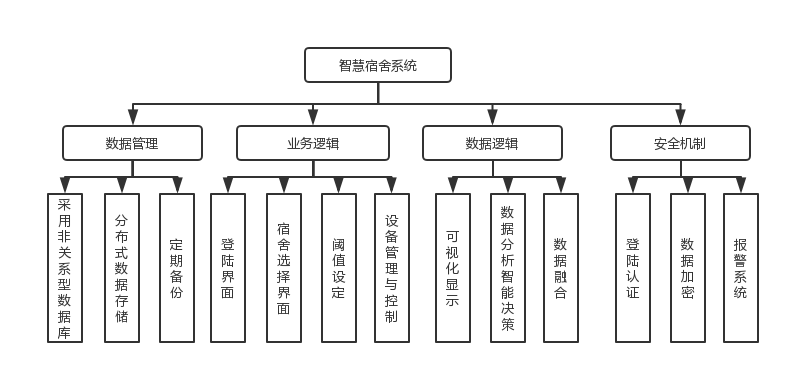 智慧宿舍系统
数据管理
业务逻辑
数据逻辑
安全机制
采用非关系型数据库
分布式数据存储
定期备份
登陆界面
宿舍选择界面
阈值设定
设备管理与控制
可视化显示
数据分析智能决策
数据融合
登陆认证
数据加密
报警系统